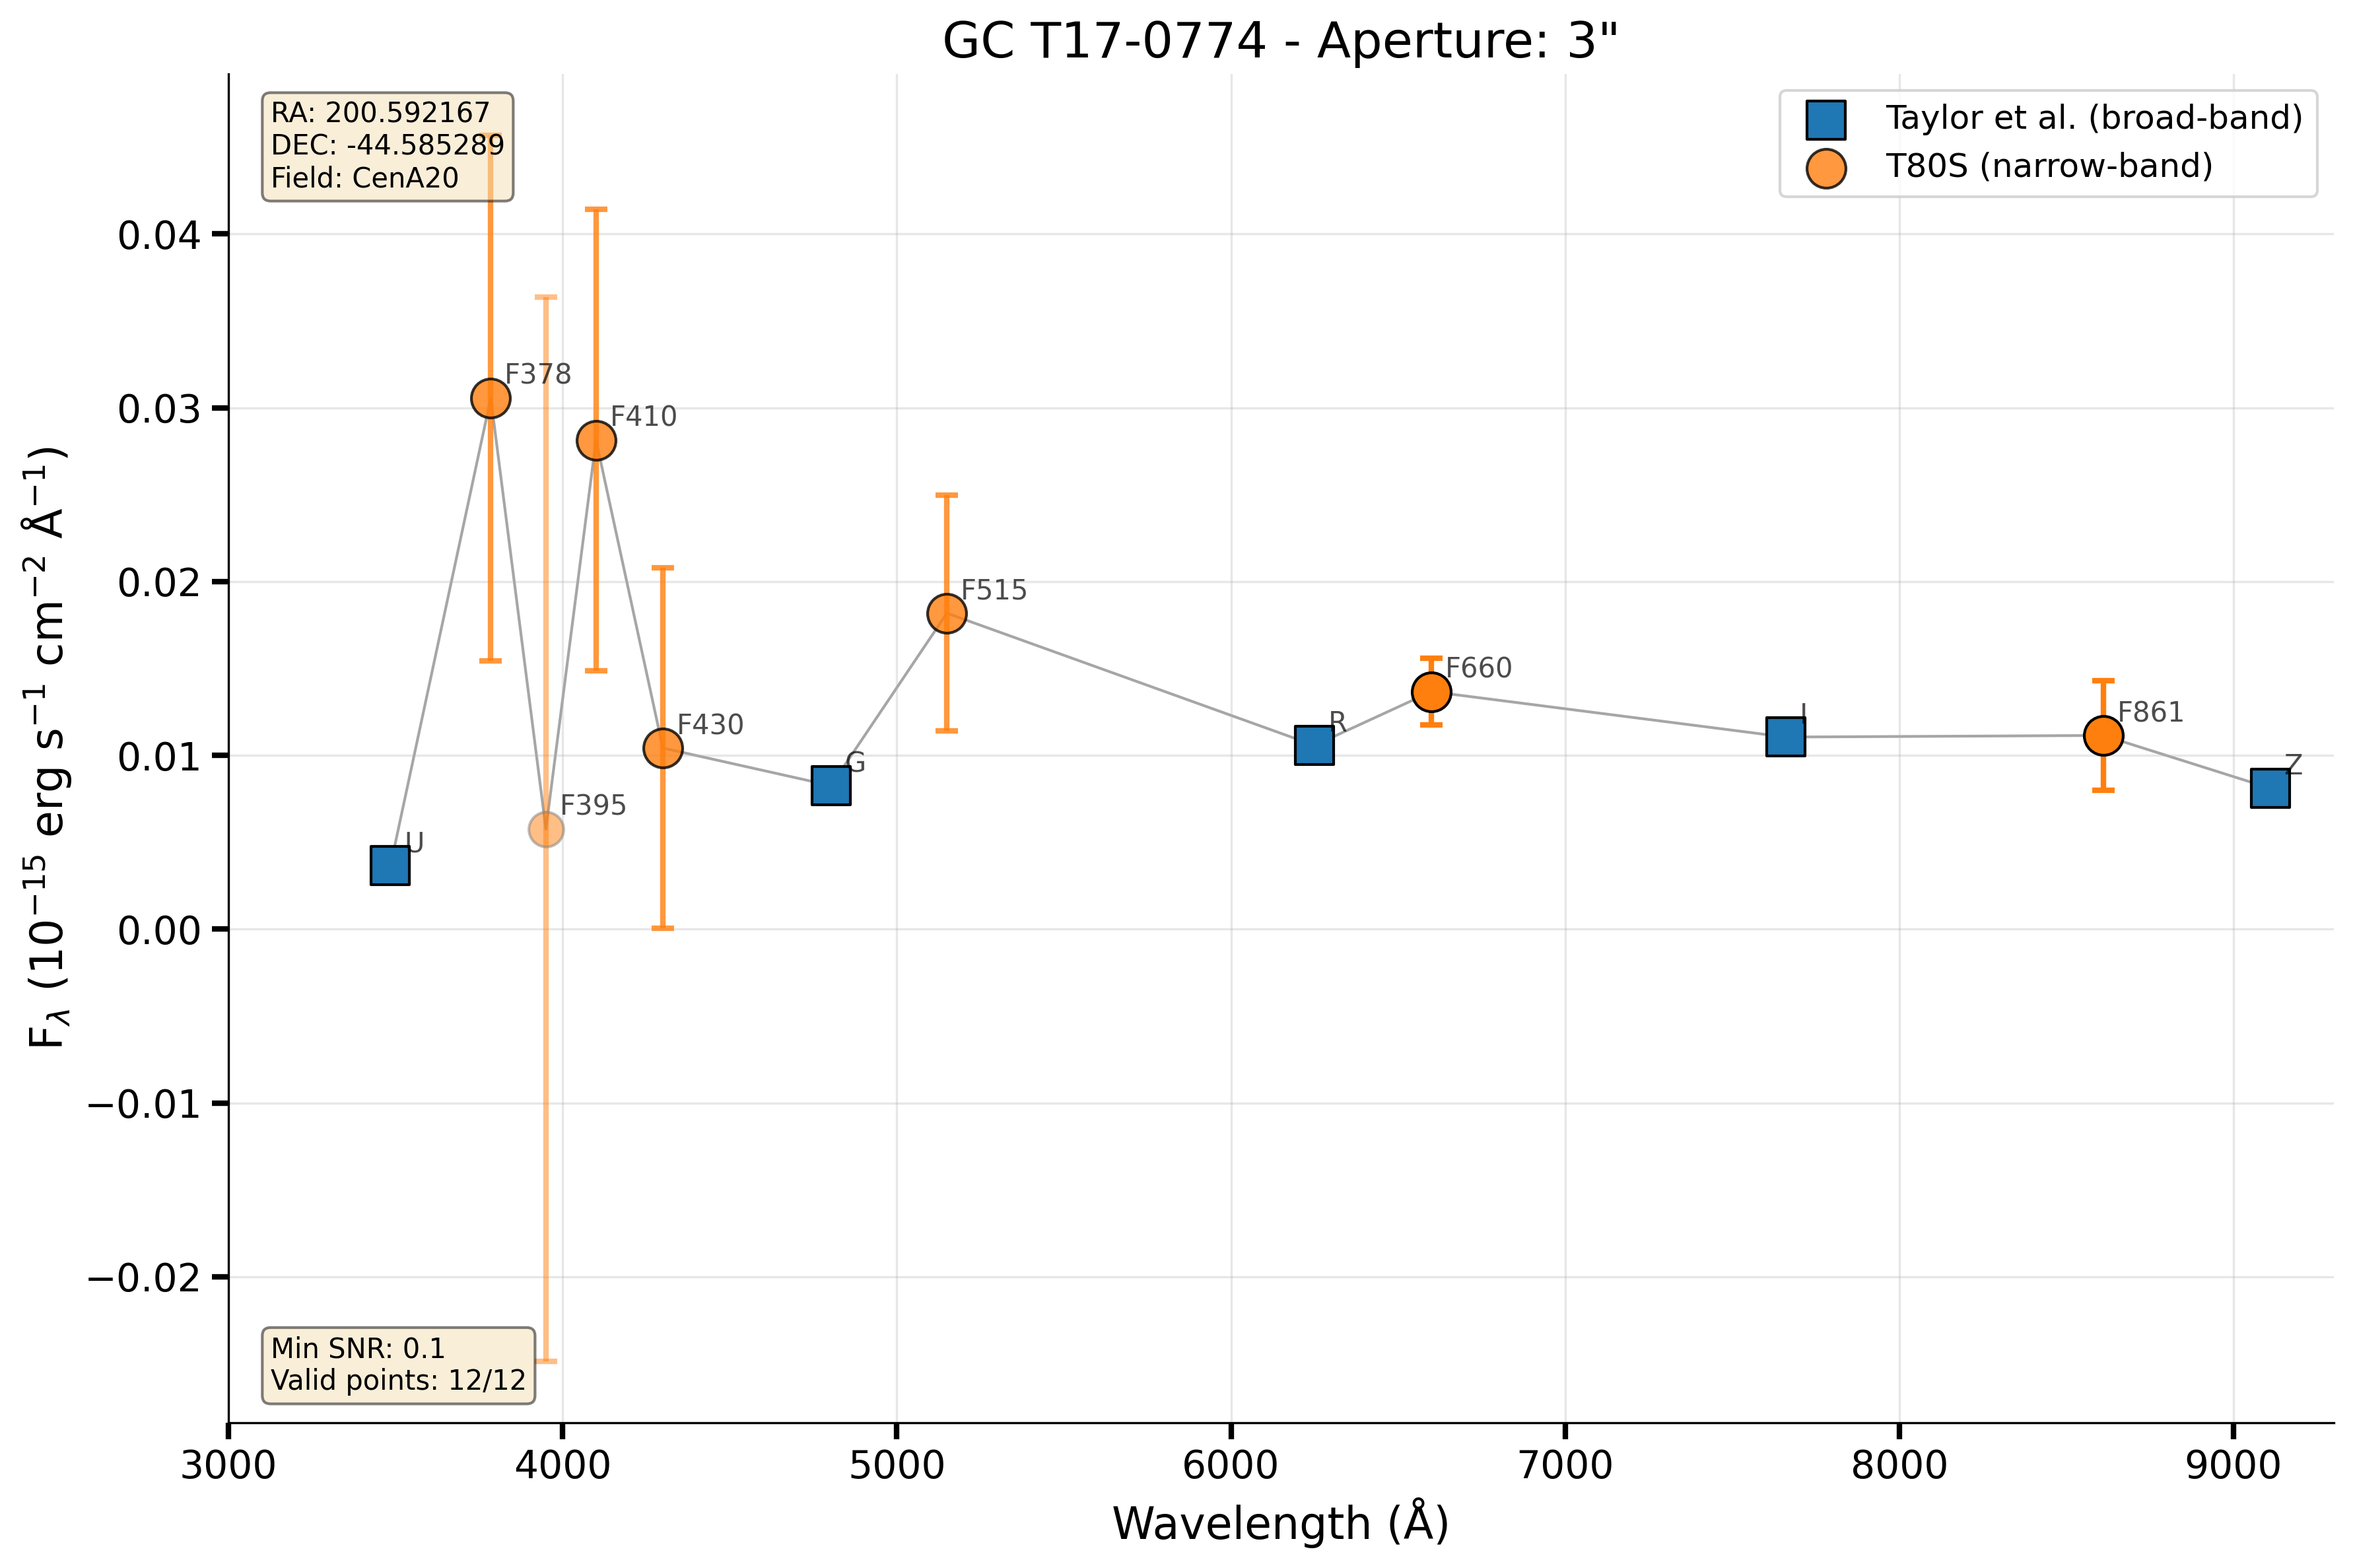 GC T17-0774 - Aperture: 3"
RA: 200.592167
DEC: -44.585289
Field: CenA20
Taylor et al. (broad-band)
T80S (narrow-band)
F378
F410
F395
F430
F515
F660
F861
U
G
R
I
Z
0.04
0.03
0.02
0.01
0.00
−0.01
−0.02
F_λ (10⁻¹⁵ erg s⁻¹ cm⁻² Å⁻¹)
Min SNR: 0.1
Valid points: 12/12
3000 4000 5000 6000 7000 8000 9000
Wavelength (Å)